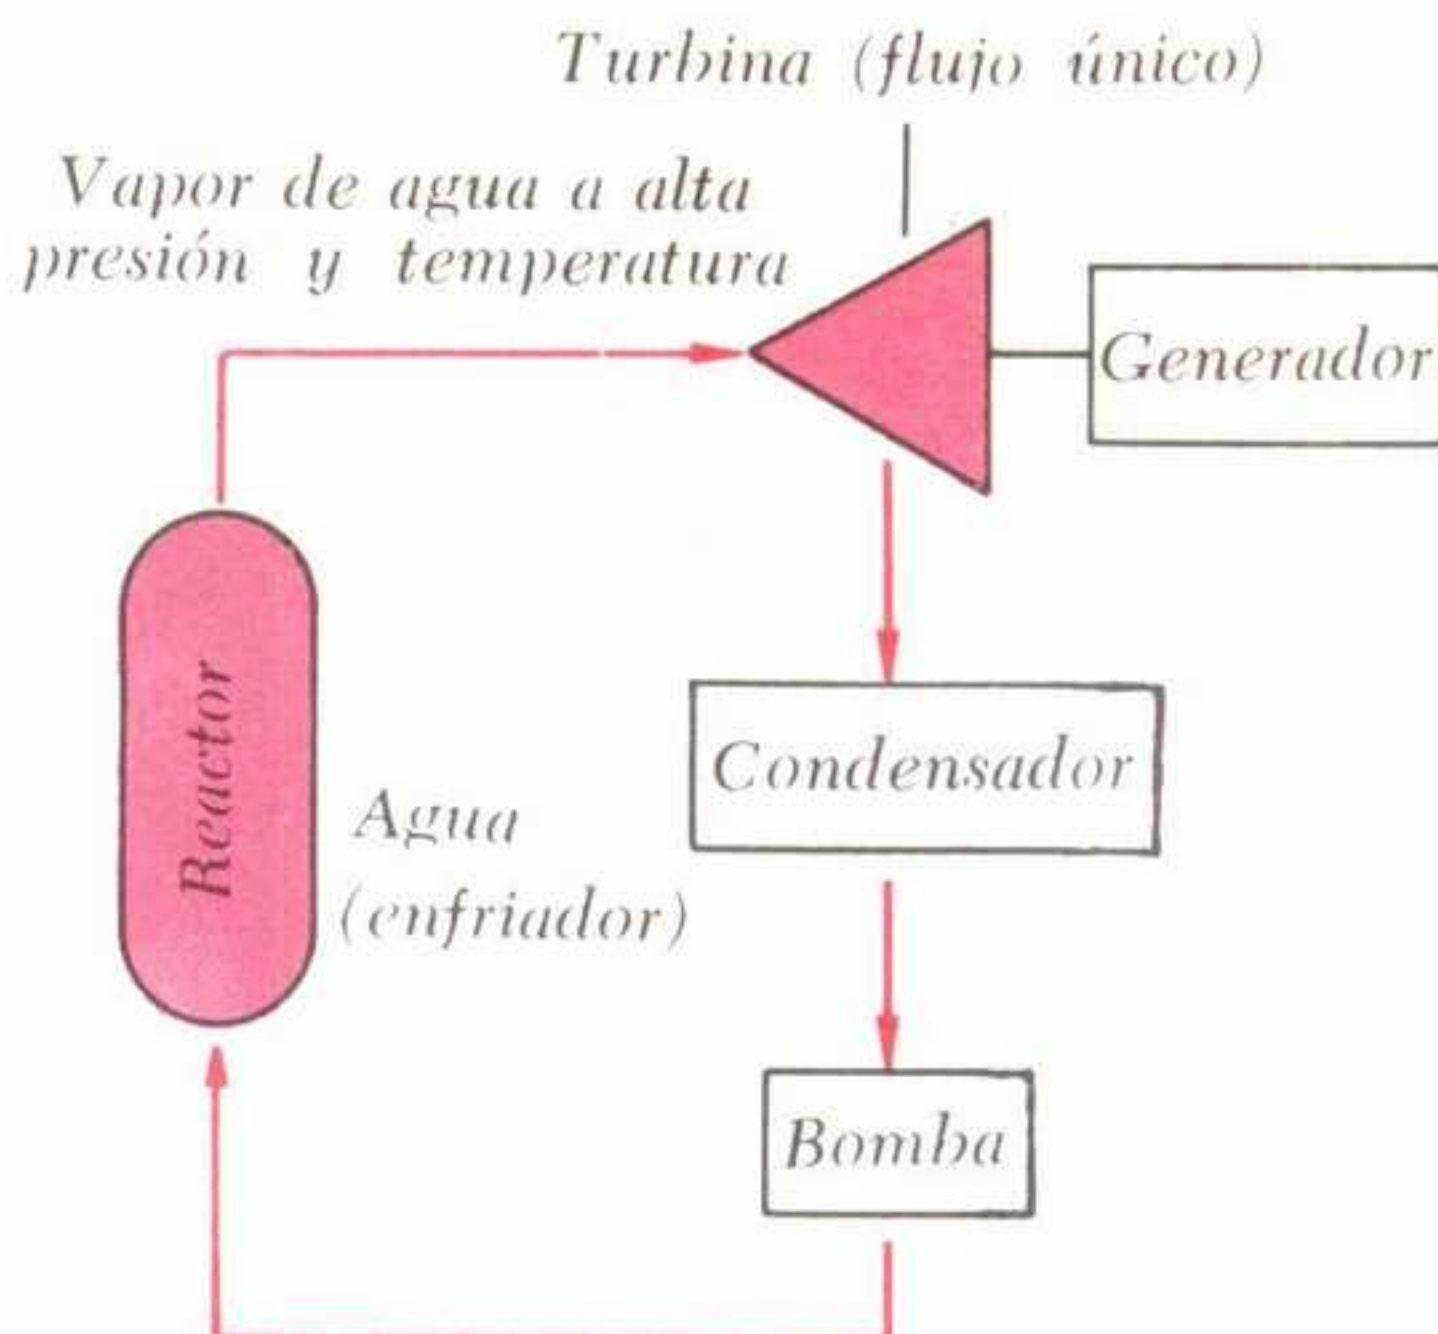 Turbina (flujo único)
Vapor de agua a alta
presión y temperatura
Generador
Reactor
Agua
(enfriador)
Condensador
Bomba